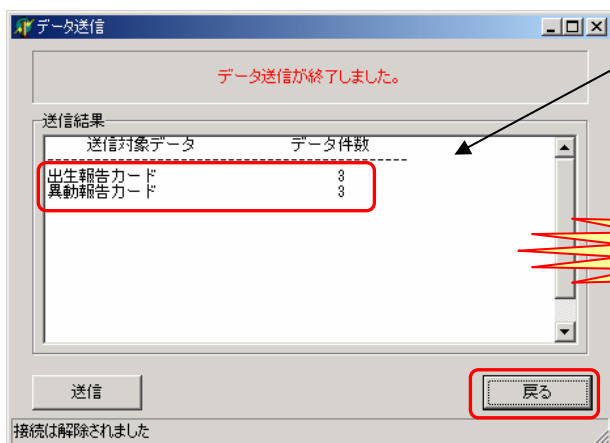 データ送信
データ送信が終了しました。
送信結果
送信対象データ データ件数
---------------------------------------------
出生報告カード 3
異動報告カード 3
送信 戻る
接続は解除されました